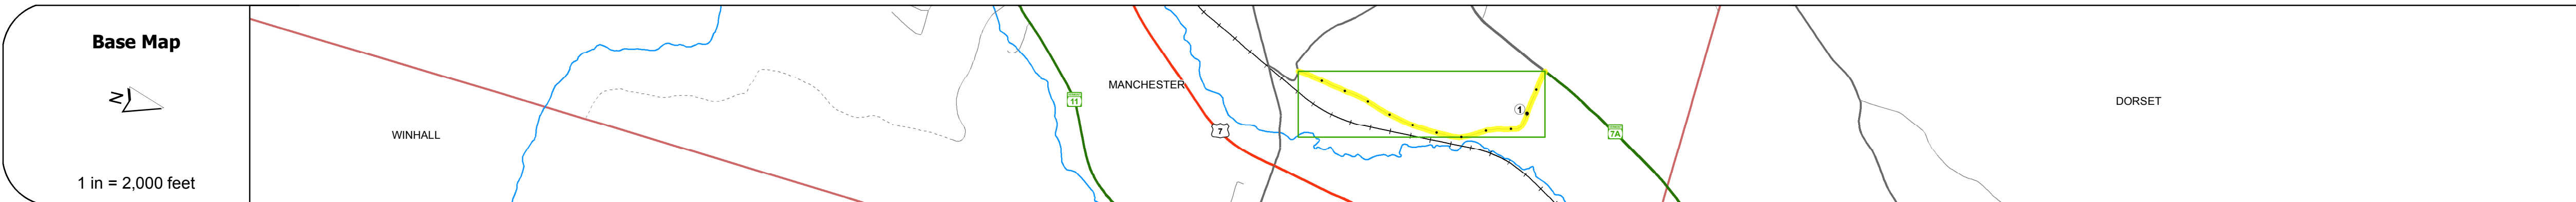 Base Map
N
1 in = 2,000 feet
WINHALL
11
MANCHESTER
7
1
7A
DORSET